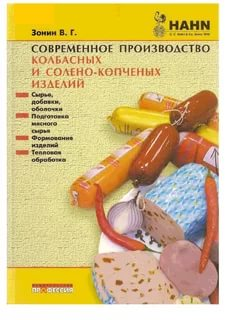 Зонин В. Г.
HAHN
СОВРЕМЕННОЕ ПРОИЗВОДСТВО
КОЛБАСНЫХ
И СОЛЕНО-КОПЧЕНЫХ
ИЗДЕЛИЙ
Сырье,
добавки,
оболочки
Подготовка
мясного
сырья
Формование
изделий
Тепловая
обработка
ПРОФЕССИЯ